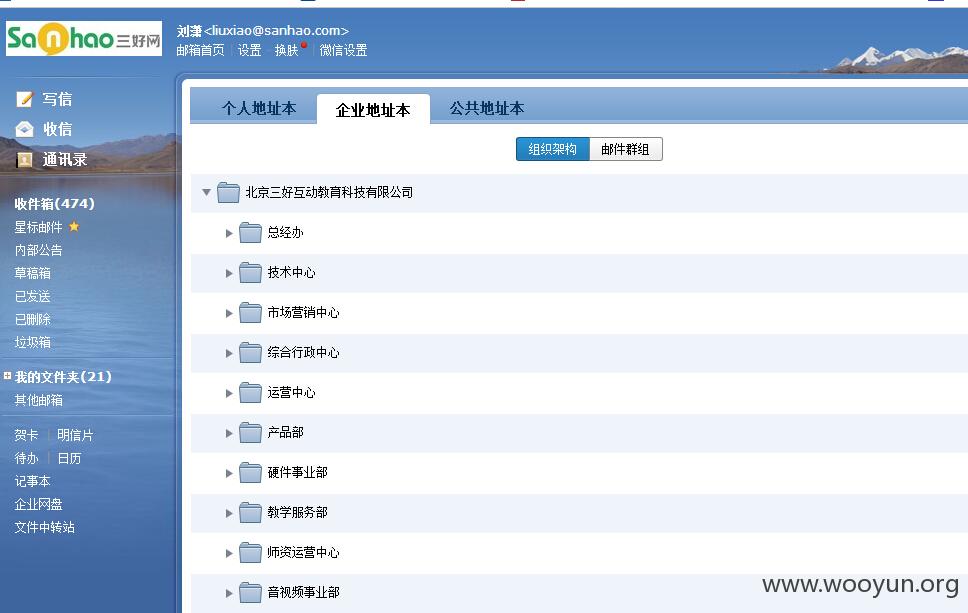 Sanhao三好网
刘潇<liuxiao@sanhao.com>
邮箱首页 设置 换肤 微信设置
写信
收信
通讯录
收件箱(474)
星标邮件
内部公告
草稿箱
已发送
已删除
垃圾箱
我的文件夹(21)
其他邮箱
贺卡 明信片
待办 日历
记事本
企业网盘
文件中转站
个人地址本 企业地址本 公共地址本
组织架构 邮件群组
北京三好互动教育科技有限公司
总经办
技术中心
市场营销中心
综合行政中心
运营中心
产品部
硬件事业部
教学服务部
师资运营中心
音视频事业部
www.wooyun.org